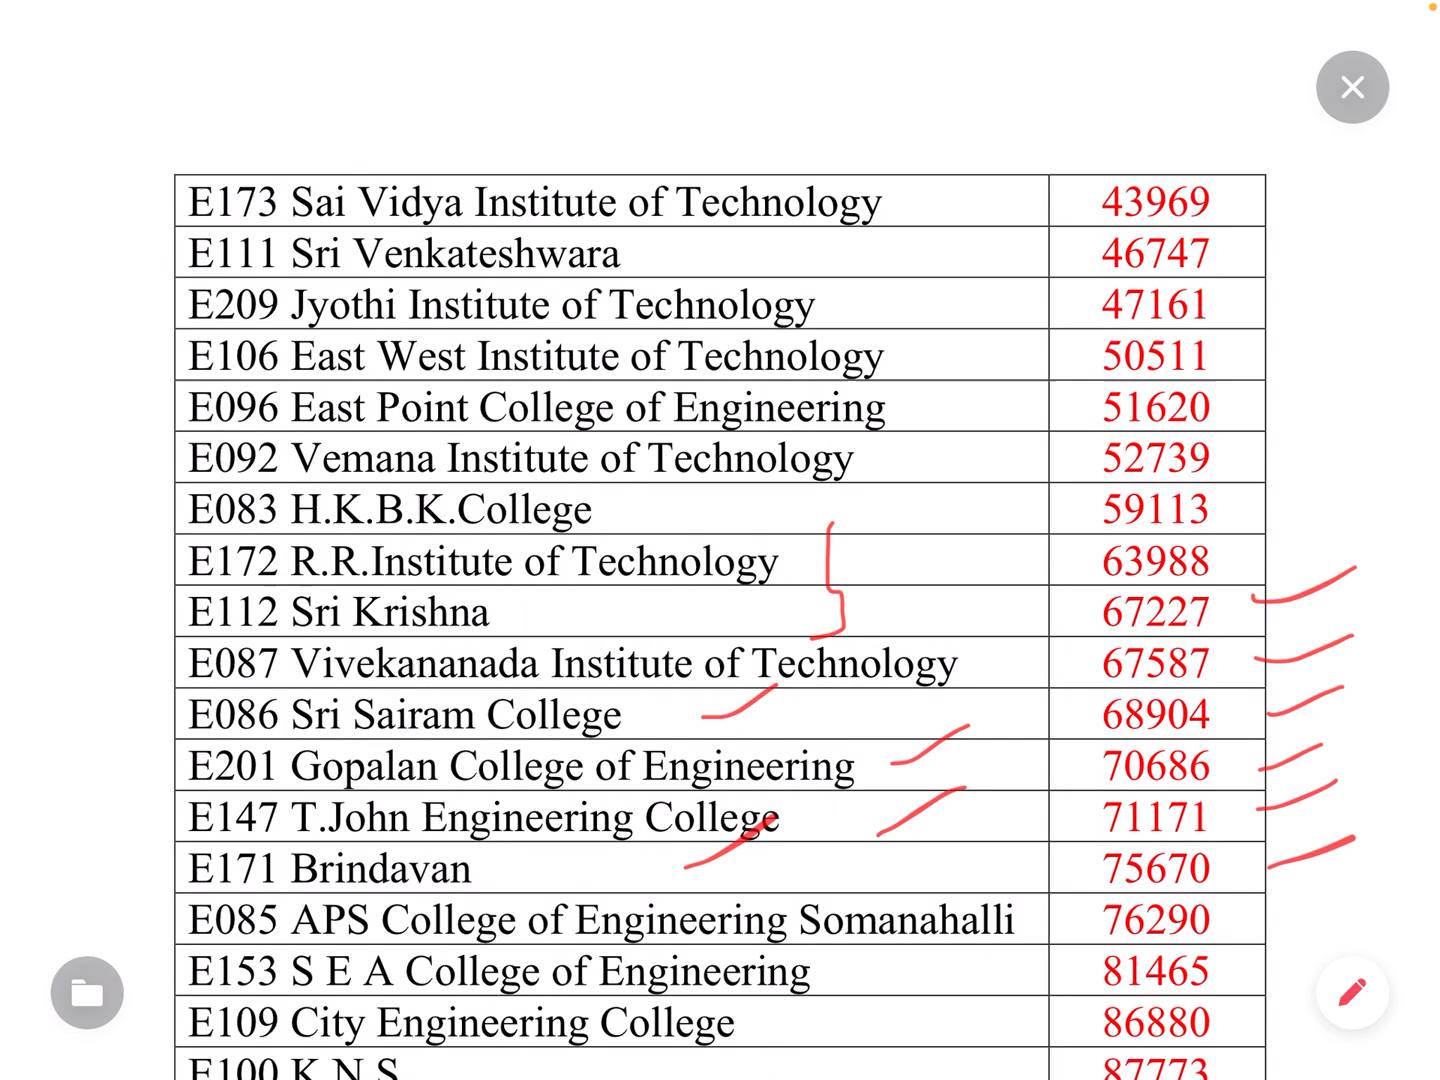 E173 Sai Vidya Institute of Technology 43969
E111 Sri Venkateshwara 46747
E209 Jyothi Institute of Technology 47161
E106 East West Institute of Technology 50511
E096 East Point College of Engineering 51620
E092 Vemana Institute of Technology 52739
E083 H.K.B.K.College 59113
E172 R.R.Institute of Technology 63988
E112 Sri Krishna 67227
E087 Vivekananada Institute of Technology 67587
E086 Sri Sairam College 68904
E201 Gopalan College of Engineering 70686
E147 T.John Engineering College 71171
E171 Brindavan 75670
E085 APS College of Engineering Somanahalli 76290
E153 S E A College of Engineering 81465
E109 City Engineering College 86880
E100 K.N.S. 87773